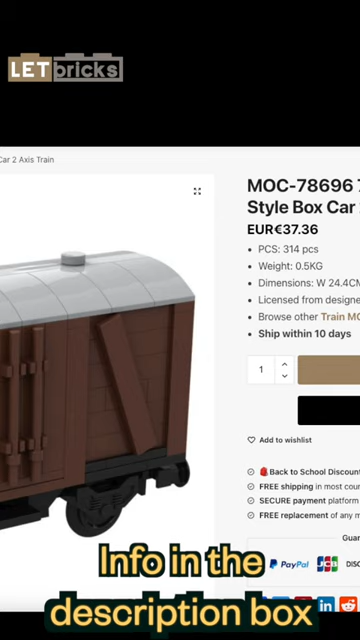 LETbricks
Car 2 Axis Train
MOC-78696
Style Box Car
EUR€37.36
PCS: 314 pcs
Weight: 0.5KG
Dimensions: W 24.4CM
Licensed from designe
Browse other Train MO
Ship within 10 days
1
Add to wishlist
Back to School Discount
FREE shipping in most cou
SECURE payment platform
FREE replacement of any m
Guar
PayPal JCB DISC
Info in the
description box